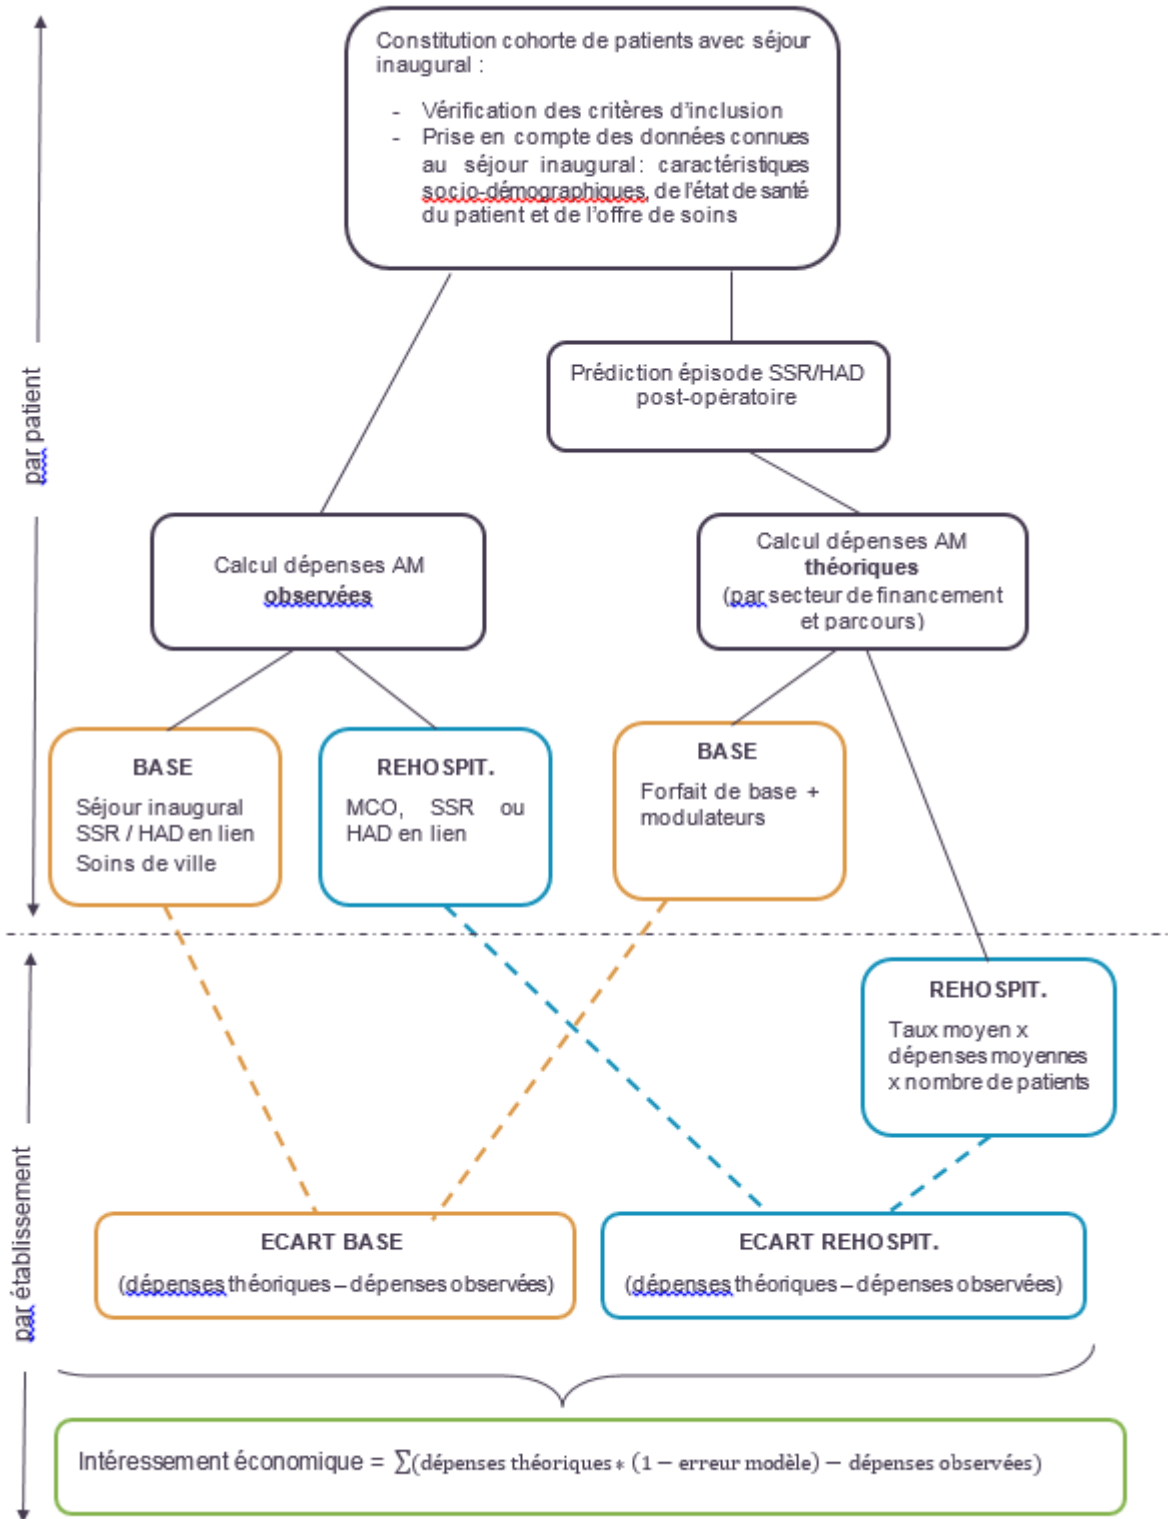 Constitution cohorte de patients avec séjour
inaugural :
- Vérification des critères d'inclusion
- Prise en compte des données connues
au séjour inaugural: caractéristiques
socio-démographiques, de l'état de santé
du patient et de l'offre de soins
par patient
Prédiction épisode SSR/HAD
post-opératoire
Calcul dépenses AM
observées
Calcul dépenses AM
théoriques
(par secteur de financement
et parcours)
BASE
Séjour inaugural
SSR / HAD en lien
Soins de ville
REHOSPIT.
MCO, SSR ou
HAD en lien
BASE
Forfait de base +
modulateurs
par établissement
REHOSPIT.
Taux moyen x
dépenses moyennes
x nombre de patients
ECART BASE
(dépenses théoriques – dépenses observées)
ECART REHOSPIT.
(dépenses théoriques – dépenses observées)
Intéressement économique = ∑(dépenses théoriques ∗ (1 − erreur modèle) − dépenses observées)